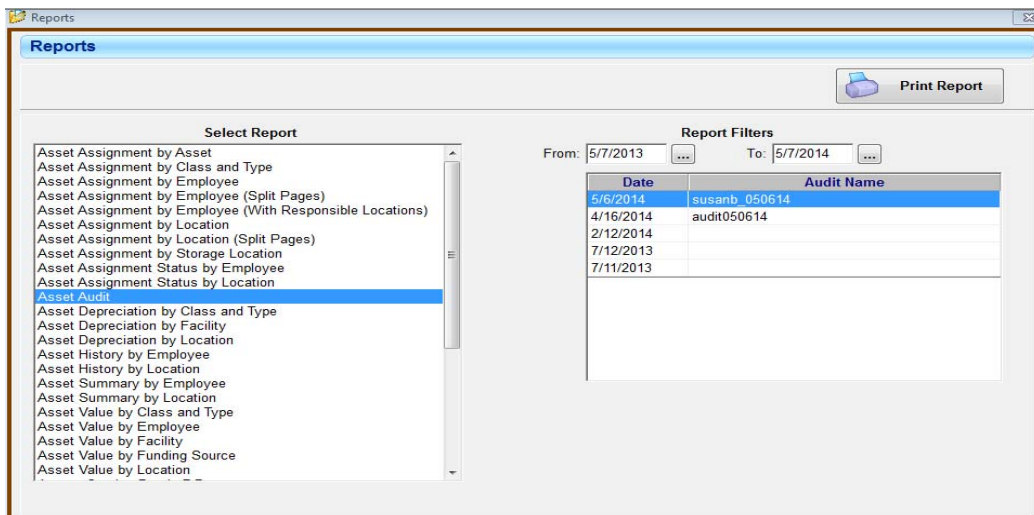 Reports
Reports
Print Report
Select Report
Asset Assignment by Asset
Asset Assignment by Class and Type
Asset Assignment by Employee
Asset Assignment by Employee (Split Pages)
Asset Assignment by Employee (With Responsible Locations)
Asset Assignment by Location
Asset Assignment by Location (Split Pages)
Asset Assignment by Storage Location
Asset Assignment Status by Employee
Asset Assignment Status by Location
Asset Audit
Asset Depreciation by Class and Type
Asset Depreciation by Facility
Asset Depreciation by Location
Asset History by Employee
Asset History by Location
Asset Summary by Employee
Asset Summary by Location
Asset Value by Class and Type
Asset Value by Employee
Asset Value by Facility
Asset Value by Funding Source
Asset Value by Location
Report Filters
From: 5/7/2013 ... To: 5/7/2014 ...
Date Audit Name
5/6/2014 susanb_050614
4/16/2014 audit050614
2/12/2014
7/12/2013
7/11/2013